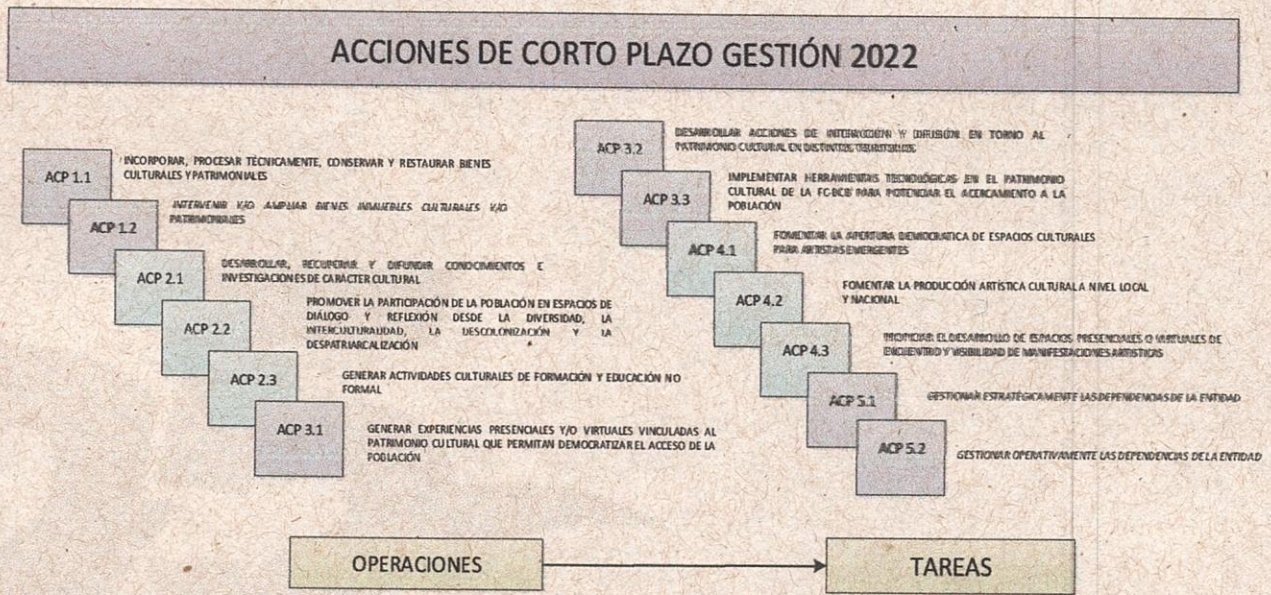 ACCIONES DE CORTO PLAZO GESTIÓN 2022
ACP 1.1
INCORPORAR, PROCESAR TÉCNICAMENTE, CONSERVAR Y RESTAURAR BIENES
CULTURALES Y PATRIMONIALES
ACP 1.2
INTERVENIR Y/O AMPLIAR BIENES INMUEBLES CULTURALES Y/O
PATRIMONIALES
ACP 2.1
DESARROLLAR, RECUPERAR Y DIFUNDIR CONOCIMIENTOS E
INVESTIGACIONES DE CARÁCTER CULTURAL
ACP 2.2
PROMOVER LA PARTICIPACIÓN DE LA POBLACIÓN EN ESPACIOS DE
DIÁLOGO Y REFLEXIÓN DESDE LA DIVERSIDAD, LA
INTERCULTURALIDAD, LA DESCOLONIZACIÓN Y LA
DESPATRIARCALIZACIÓN
ACP 2.3
GENERAR ACTIVIDADES CULTURALES DE FORMACIÓN Y EDUCACIÓN NO
FORMAL
ACP 3.1
GENERAR EXPERIENCIAS PRESENCIALES Y/O VIRTUALES VINCULADAS AL
PATRIMONIO CULTURAL QUE PERMITAN DEMOCRATIZAR EL ACCESO DE LA
POBLACIÓN
ACP 3.2
DESARROLLAR ACCIONES DE INTERACCIÓN Y DIFUSIÓN EN TORNO AL
PATRIMONIO CULTURAL EN DISTINTOS TERRITORIOS
ACP 3.3
IMPLEMENTAR HERRAMIENTAS TECNOLÓGICAS EN EL PATRIMONIO
CULTURAL DE LA FC-BCB PARA POTENCIAR EL ACERCAMIENTO A LA
POBLACIÓN
ACP 4.1
FOMENTAR LA APERTURA DEMOCRATICA DE ESPACIOS CULTURALES
PARA ARTISTAS EMERGENTES
ACP 4.2
FOMENTAR LA PRODUCCIÓN ARTÍSTICA CULTURAL A NIVEL LOCAL
Y NACIONAL
ACP 4.3
PROPICIAR EL DESARROLLO DE ESPACIOS PRESENCIALES O VIRTUALES DE
ENCUENTRO Y VISIBILIDAD DE MANIFESTACIONES ARTISTICAS
ACP 5.1
GESTIONAR ESTRATÉGICAMENTE LAS DEPENDENCIAS DE LA ENTIDAD
ACP 5.2
GESTIONAR OPERATIVAMENTE LAS DEPENDENCIAS DE LA ENTIDAD
OPERACIONES
TAREAS